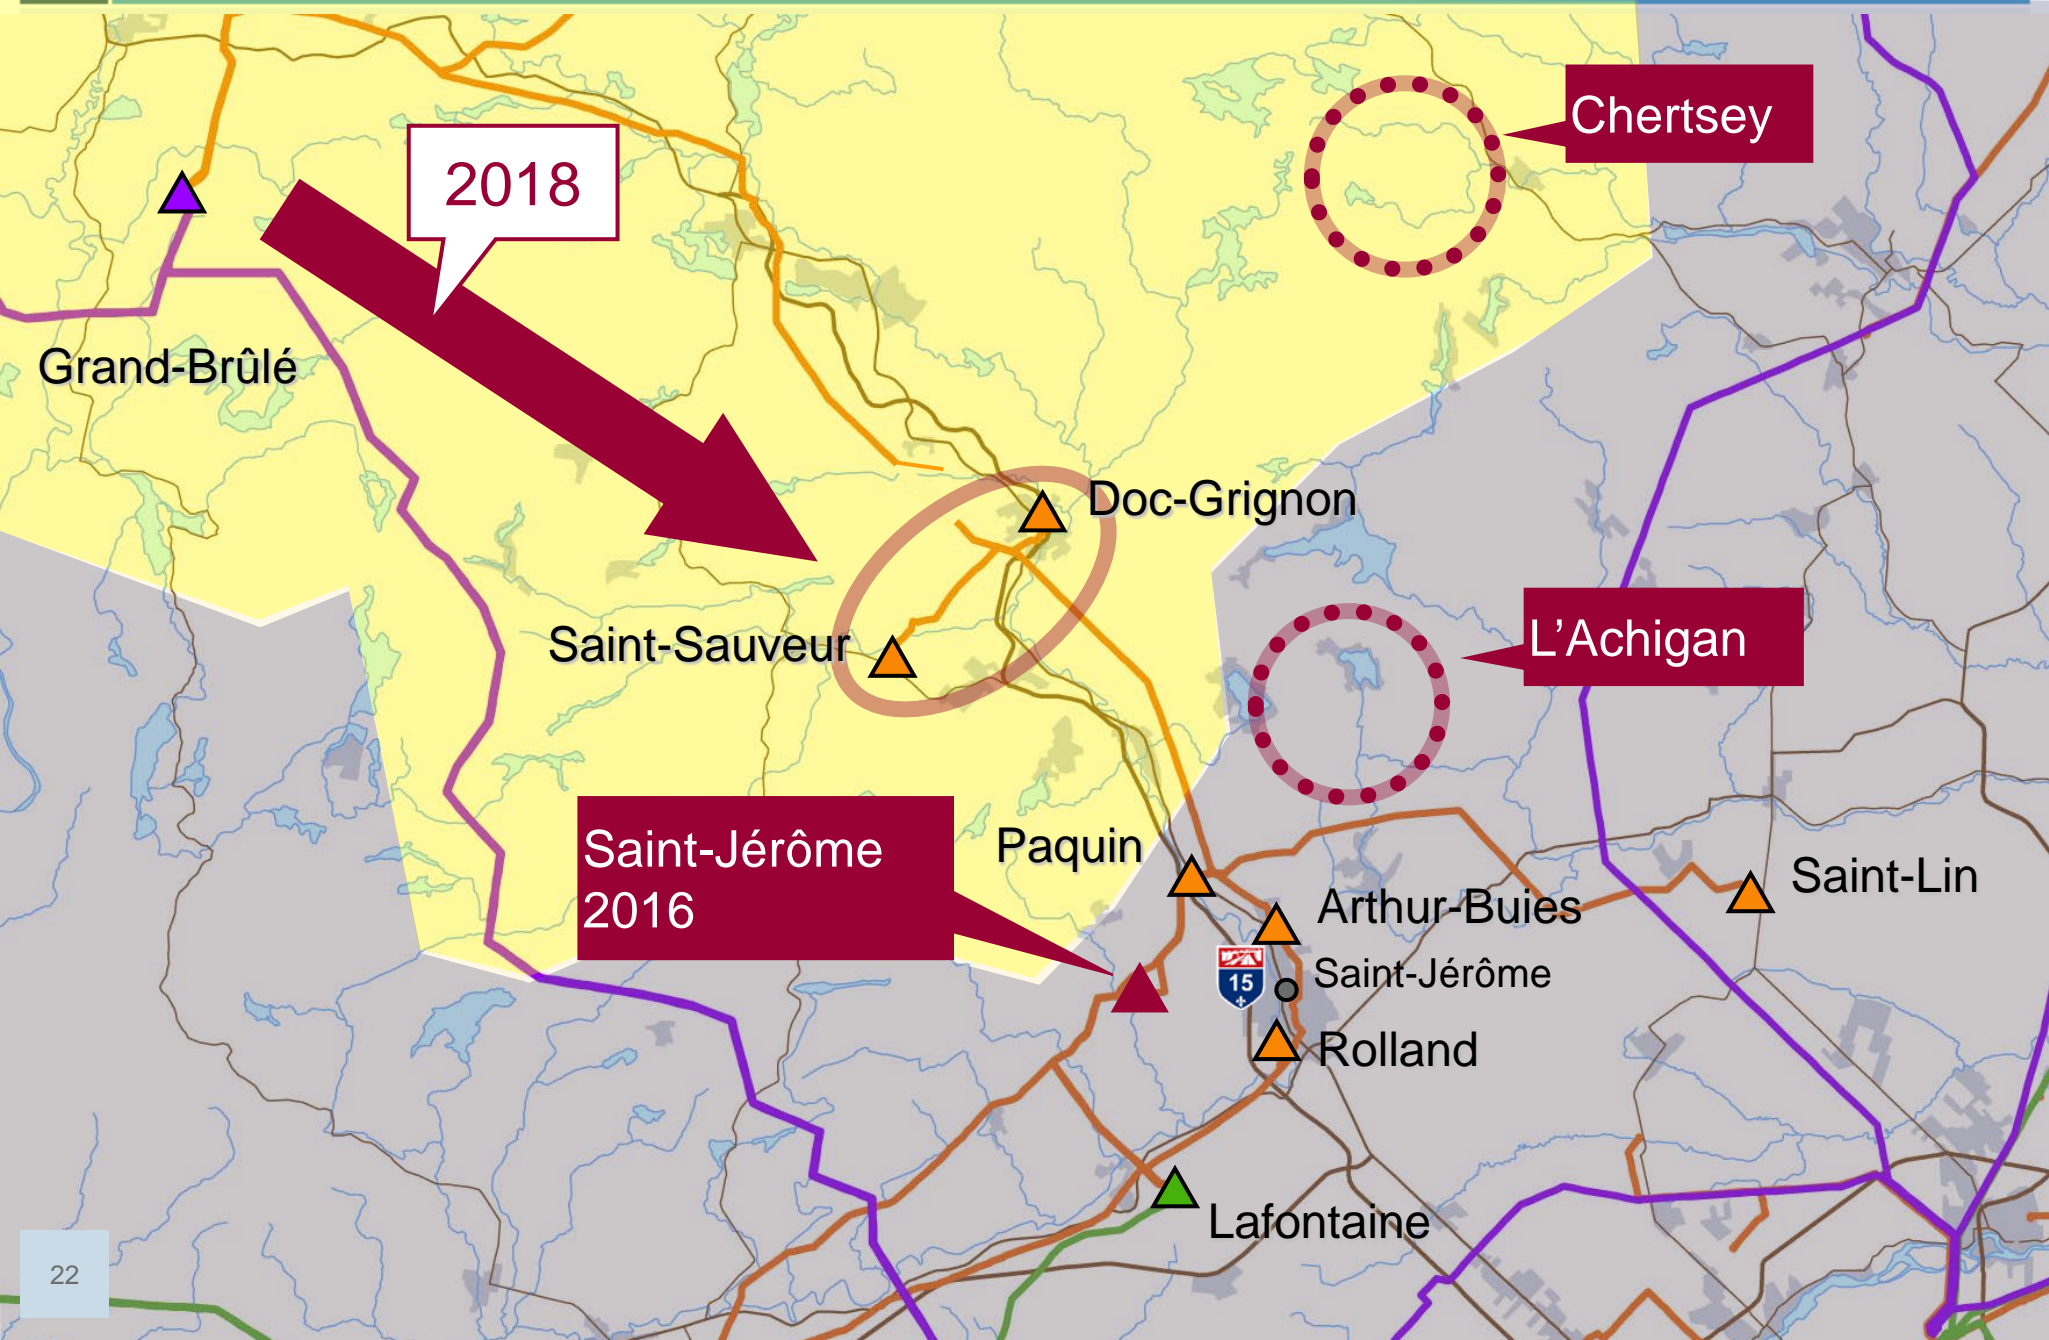 Chertsey
2018
Grand-Brûlé
Doc-Grignon
L’Achigan
Saint-Sauveur
Saint-Jérôme
2016
Paquin
Saint-Lin
Arthur-Buies
Saint-Jérôme
15
Rolland
Lafontaine
22